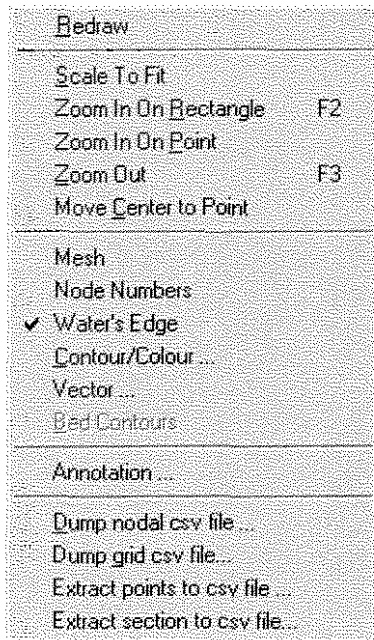 Redraw
Scale To Fit
Zoom In On Rectangle F2
Zoom In On Point
Zoom Out F3
Move Center to Point
Mesh
Node Numbers
✔ Water's Edge
Contour/Colour ...
Vector ...
Bed Contours
Annotation ...
Dump nodal csv file ...
Dump grid csv file...
Extract points to csv file ...
Extract section to csv file...